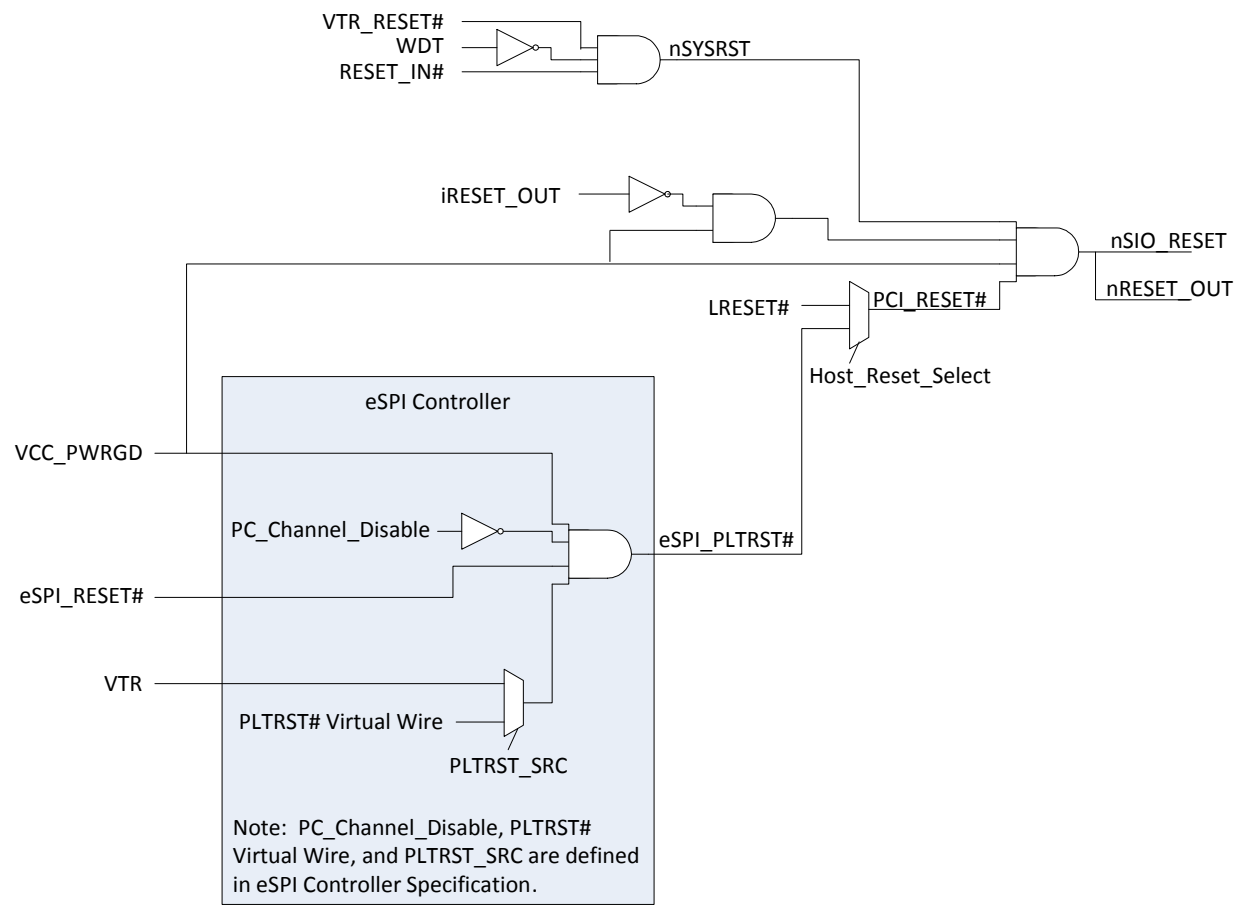 VTR_RESET#
WDT
RESET_IN#
nSYSRST
iRESET_OUT
nSIO_RESET
nRESET_OUT
LRESET#
PCI_RESET#
Host_Reset_Select
eSPI Controller
VCC_PWRGD
PC_Channel_Disable
eSPI_PLTRST#
eSPI_RESET#
VTR
PLTRST# Virtual Wire
PLTRST_SRC
Note: PC_Channel_Disable, PLTRST#
Virtual Wire, and PLTRST_SRC are defined
in eSPI Controller Specification.